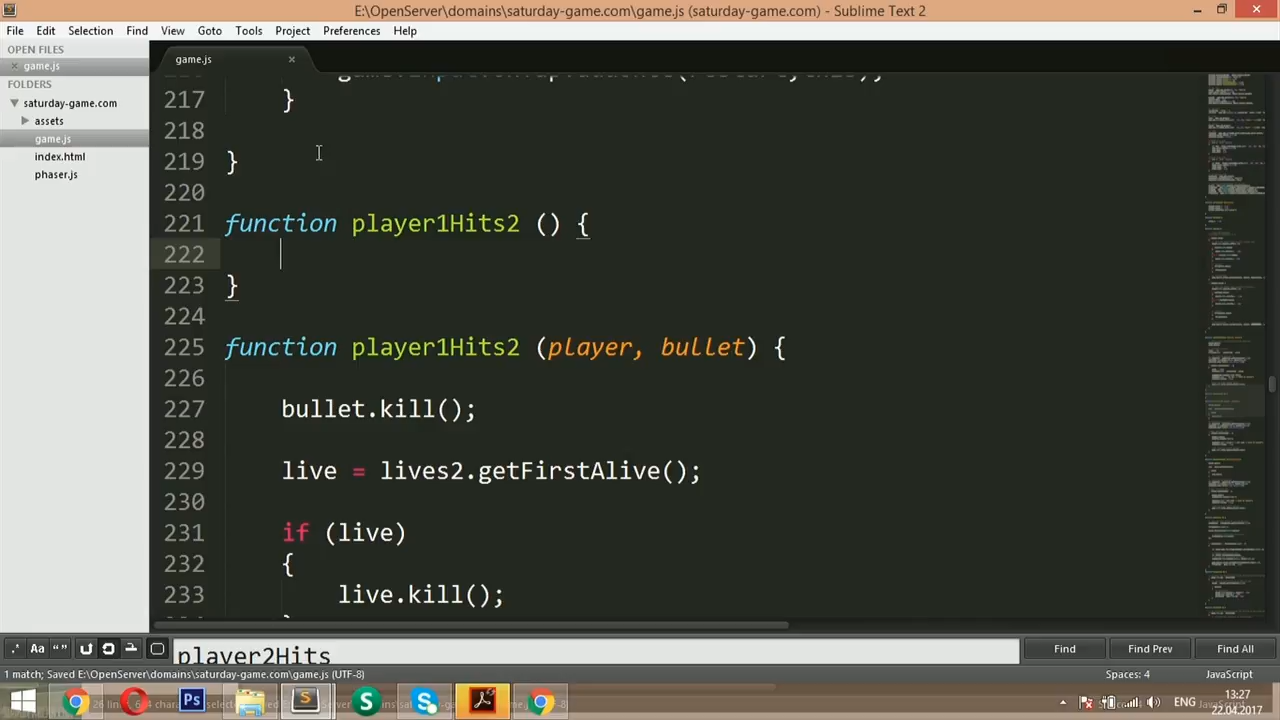 E:\OpenServer\domains\saturday-game.com\game.js (saturday-game.com) - Sublime Text 2
File Edit Selection Find View Goto Tools Project Preferences Help
OPEN FILES
game.js
FOLDERS
saturday-game.com
assets
game.js
index.html
phaser.js
game.js
217 }
218
219 }
220
221 function player1Hits2 () {
222
223 }
224
225 function player1Hits2 (player, bullet) {
226
227 bullet.kill();
228
229 live = lives2.getFirstAlive();
230
231 if (live)
232 {
233 live.kill();
.* Aa “ ”
player2Hits
Find Find Prev Find All
1 match; Saved E:\OpenServer\domains\saturday-game.com\game.js (UTF-8)
Spaces: 4 JavaScript
Ps S S
ENG
13:27
22.04.2017